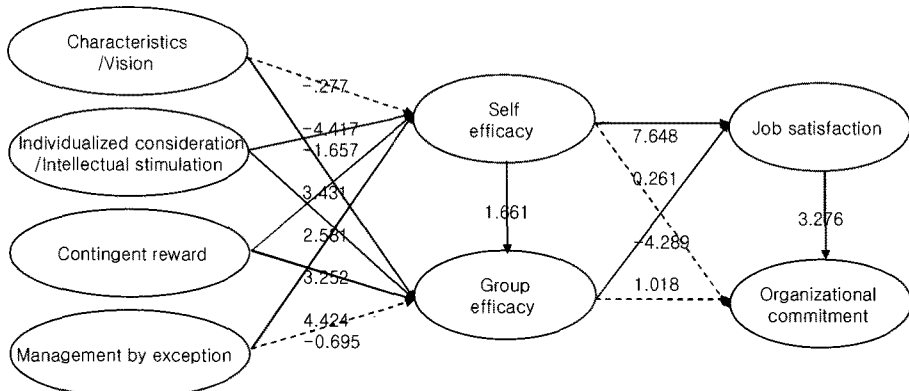 Characteristics
/Vision
Individualized consideration
/Intellectual stimulation
Contingent reward
Management by exception
-.277
-4.417
-1.657
3.431
2.581
3.252
4.424
-0.695
Self
efficacy
1.661
Group
efficacy
7.648
0.261
-4.289
1.018
Job satisfaction
3.276
Organizational
commitment